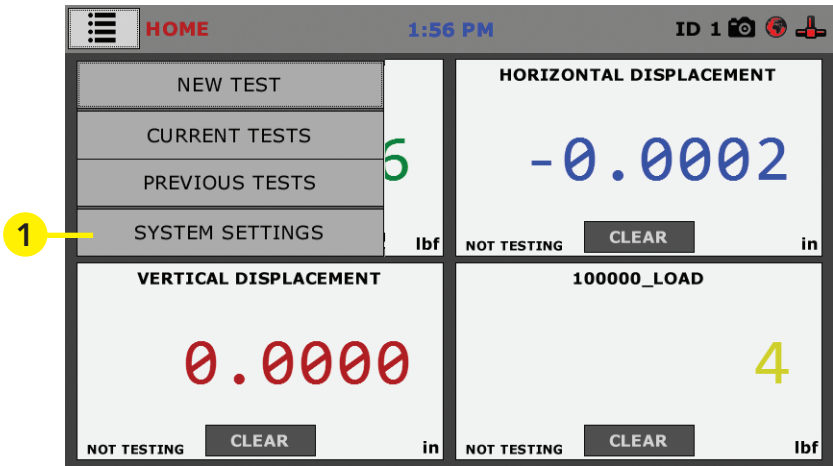 HOME 1:56 PM ID 1
NEW TEST
CURRENT TESTS
PREVIOUS TESTS
1 SYSTEM SETTINGS
6
lbf
HORIZONTAL DISPLACEMENT
-0.0002
NOT TESTING CLEAR in
VERTICAL DISPLACEMENT
0.0000
NOT TESTING CLEAR in
100000_LOAD
4
NOT TESTING CLEAR lbf